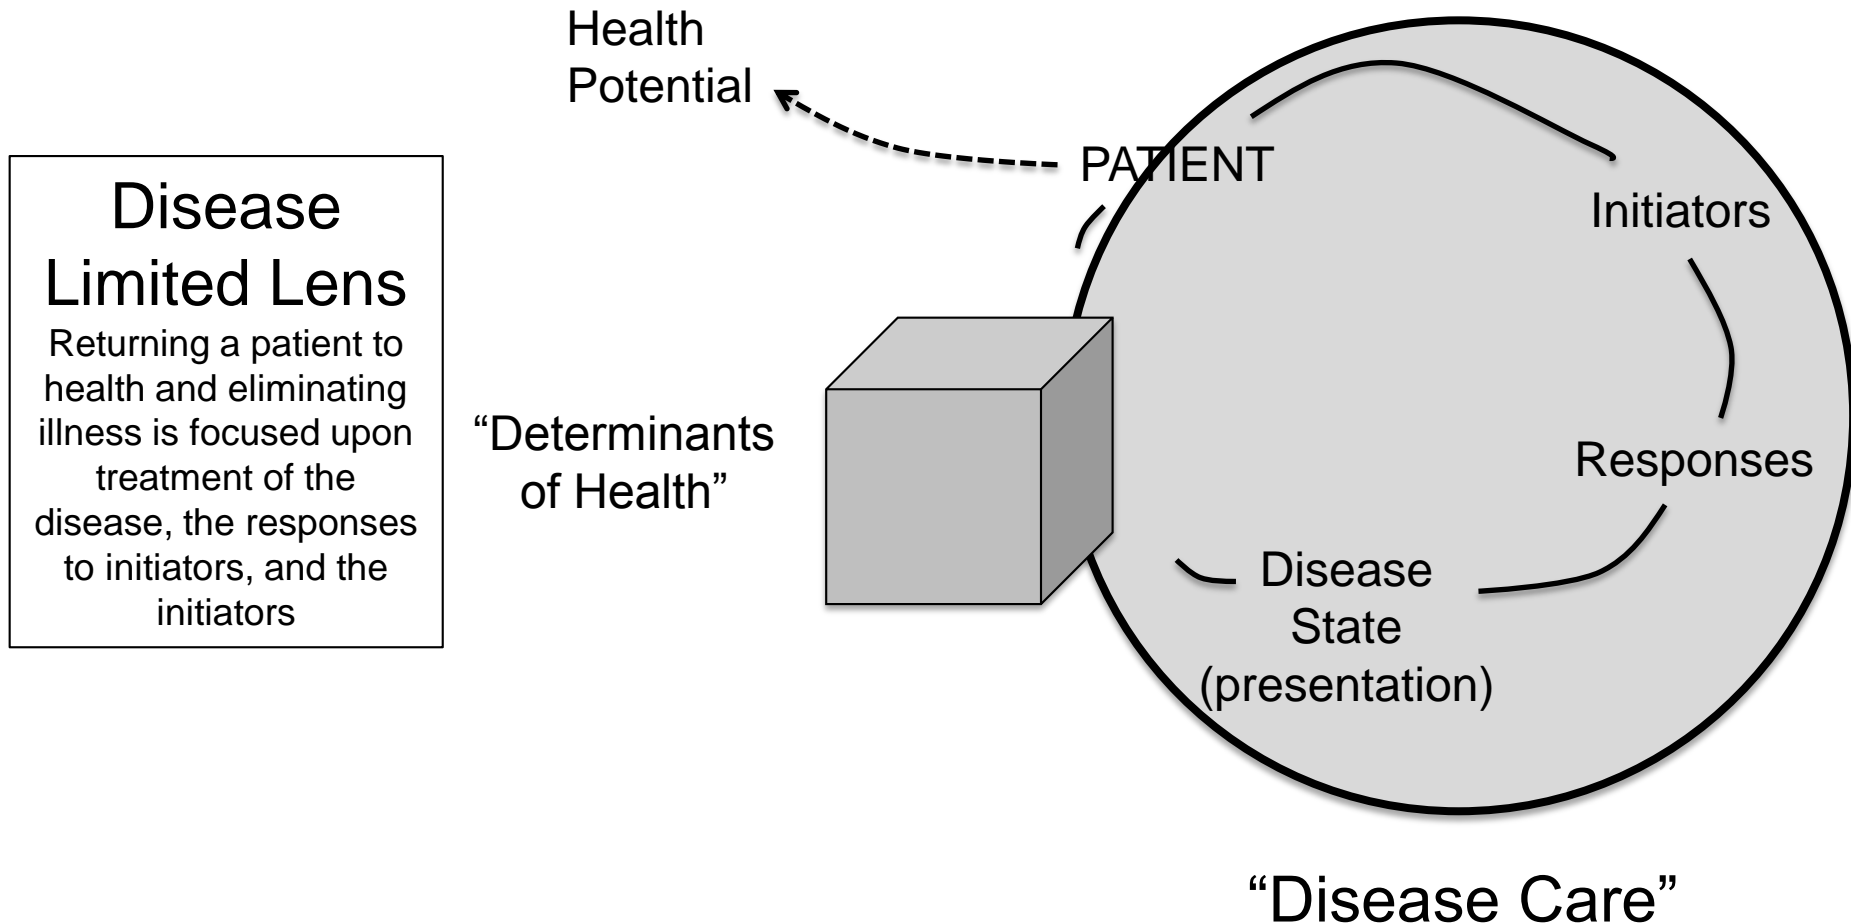 Health
Potential
PATIENT
Initiators
Disease
Limited Lens
Returning a patient to
health and eliminating
illness is focused upon
treatment of the
disease, the responses
to initiators, and the
initiators
“Determinants
of Health”
Responses
Disease
State
(presentation)
“Disease Care”